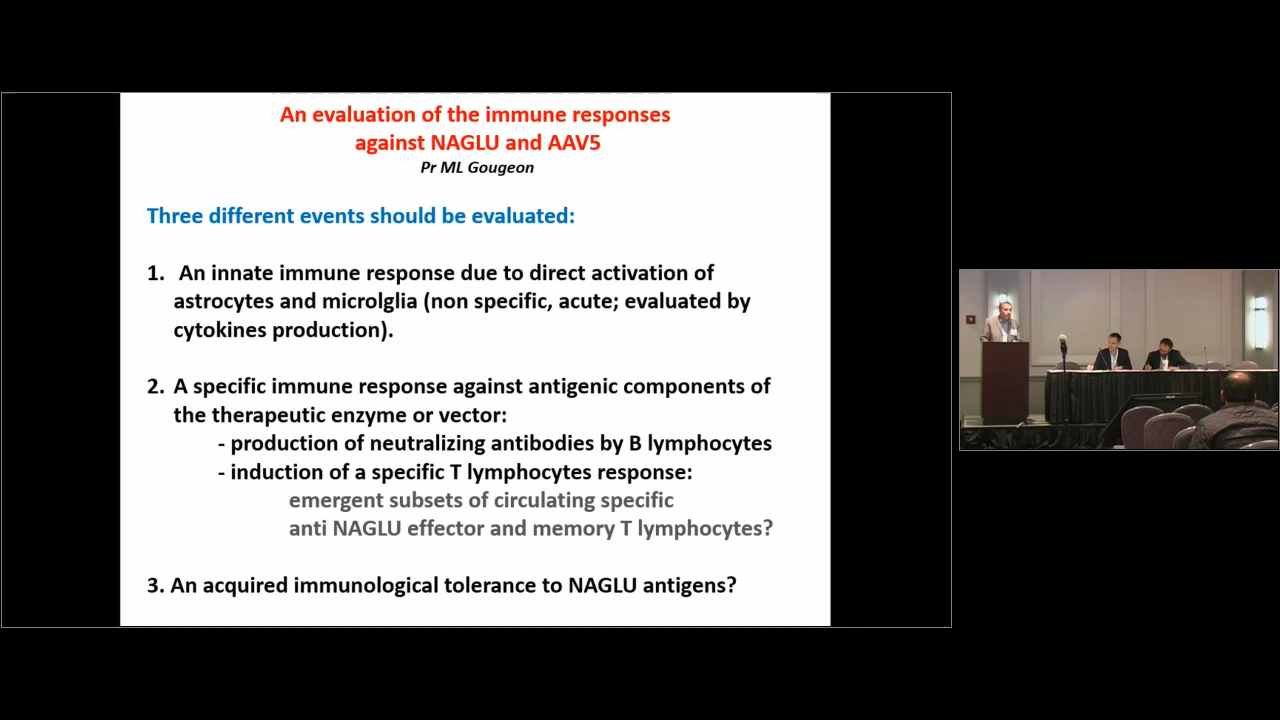 An evaluation of the immune responses
against NAGLU and AAV5
Pr ML Gougeon
Three different events should be evaluated:
1. An innate immune response due to direct activation of
astrocytes and microlglia (non specific, acute; evaluated by
cytokines production).
2. A specific immune response against antigenic components of
the therapeutic enzyme or vector:
- production of neutralizing antibodies by B lymphocytes
- induction of a specific T lymphocytes response:
emergent subsets of circulating specific
anti NAGLU effector and memory T lymphocytes?
3. An acquired immunological tolerance to NAGLU antigens?